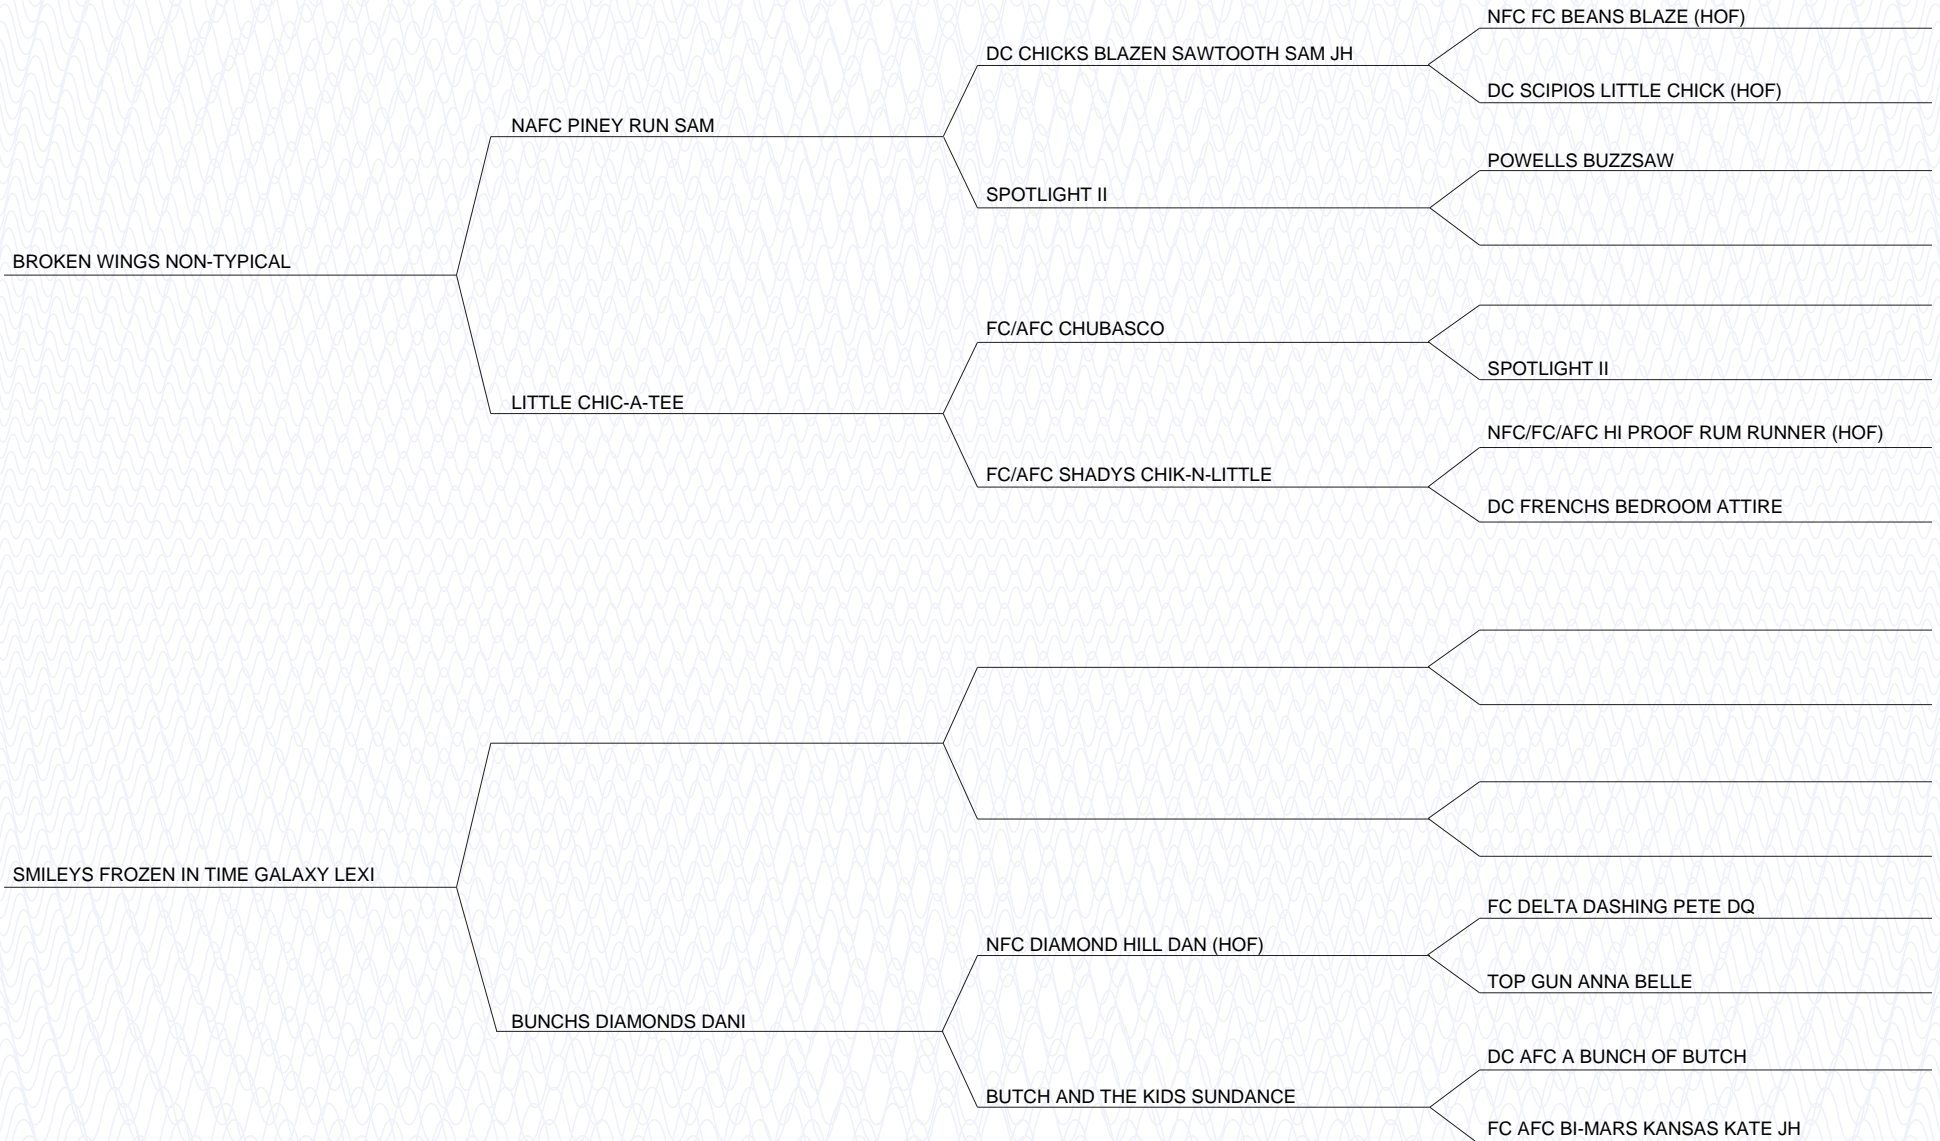 NFC FC BEANS BLAZE (HOF)
DC CHICKS BLAZEN SAWTOOTH SAM JH
DC SCIPIOS LITTLE CHICK (HOF)
NAFC PINEY RUN SAM
POWELLS BUZZSAW
SPOTLIGHT II
BROKEN WINGS NON-TYPICAL
FC/AFC CHUBASCO
SPOTLIGHT II
LITTLE CHIC-A-TEE
NFC/FC/AFC HI PROOF RUM RUNNER (HOF)
FC/AFC SHADYS CHIK-N-LITTLE
DC FRENCHS BEDROOM ATTIRE
SMILEYS FROZEN IN TIME GALAXY LEXI
FC DELTA DASHING PETE DQ
NFC DIAMOND HILL DAN (HOF)
TOP GUN ANNA BELLE
BUNCHS DIAMONDS DANI
DC AFC A BUNCH OF BUTCH
BUTCH AND THE KIDS SUNDANCE
FC AFC BI-MARS KANSAS KATE JH